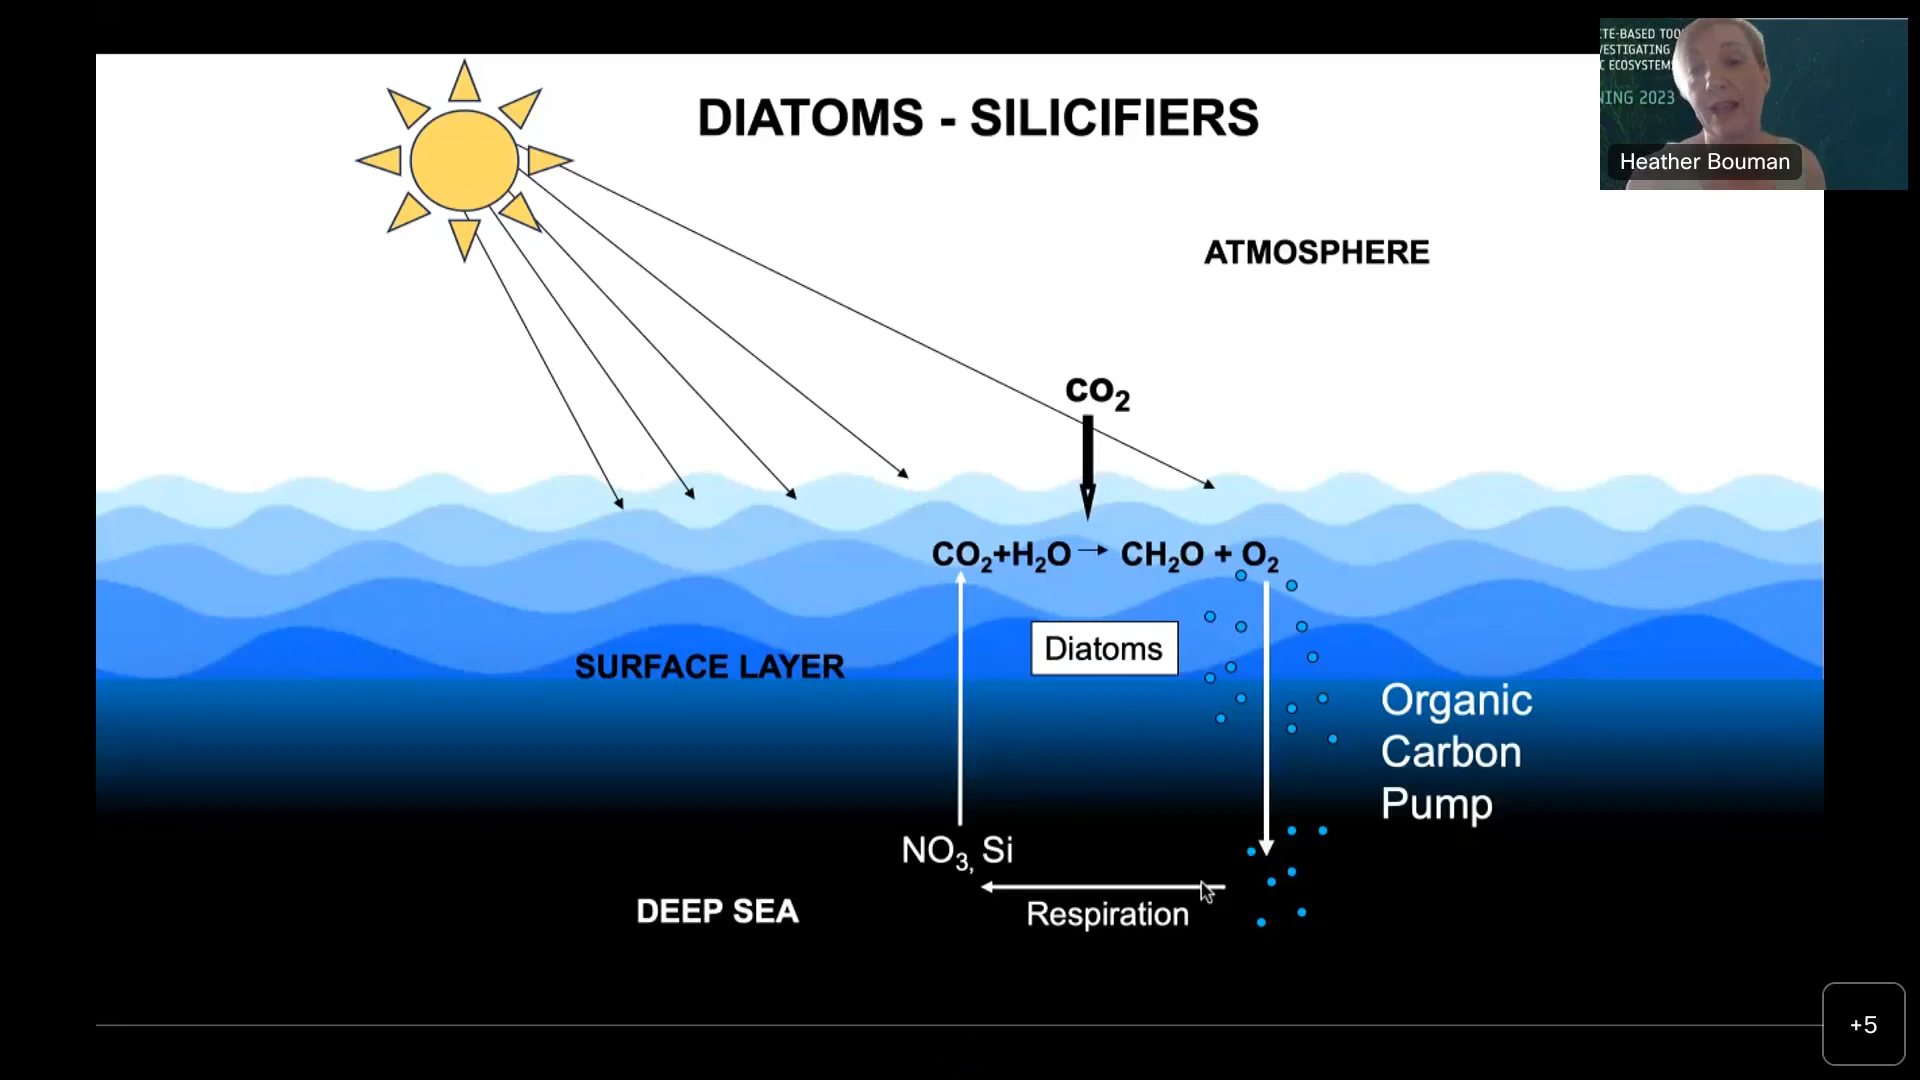 DIATOMS - SILICIFIERS
TE-BASED TOO
VESTIGATING
C ECOSYSTEM
NING 2023
Heather Bouman
ATMOSPHERE
CO₂
CO₂+H₂O → CH₂O + O₂
Diatoms
SURFACE LAYER
Organic
Carbon
Pump
NO₃, Si
Respiration
DEEP SEA
+5